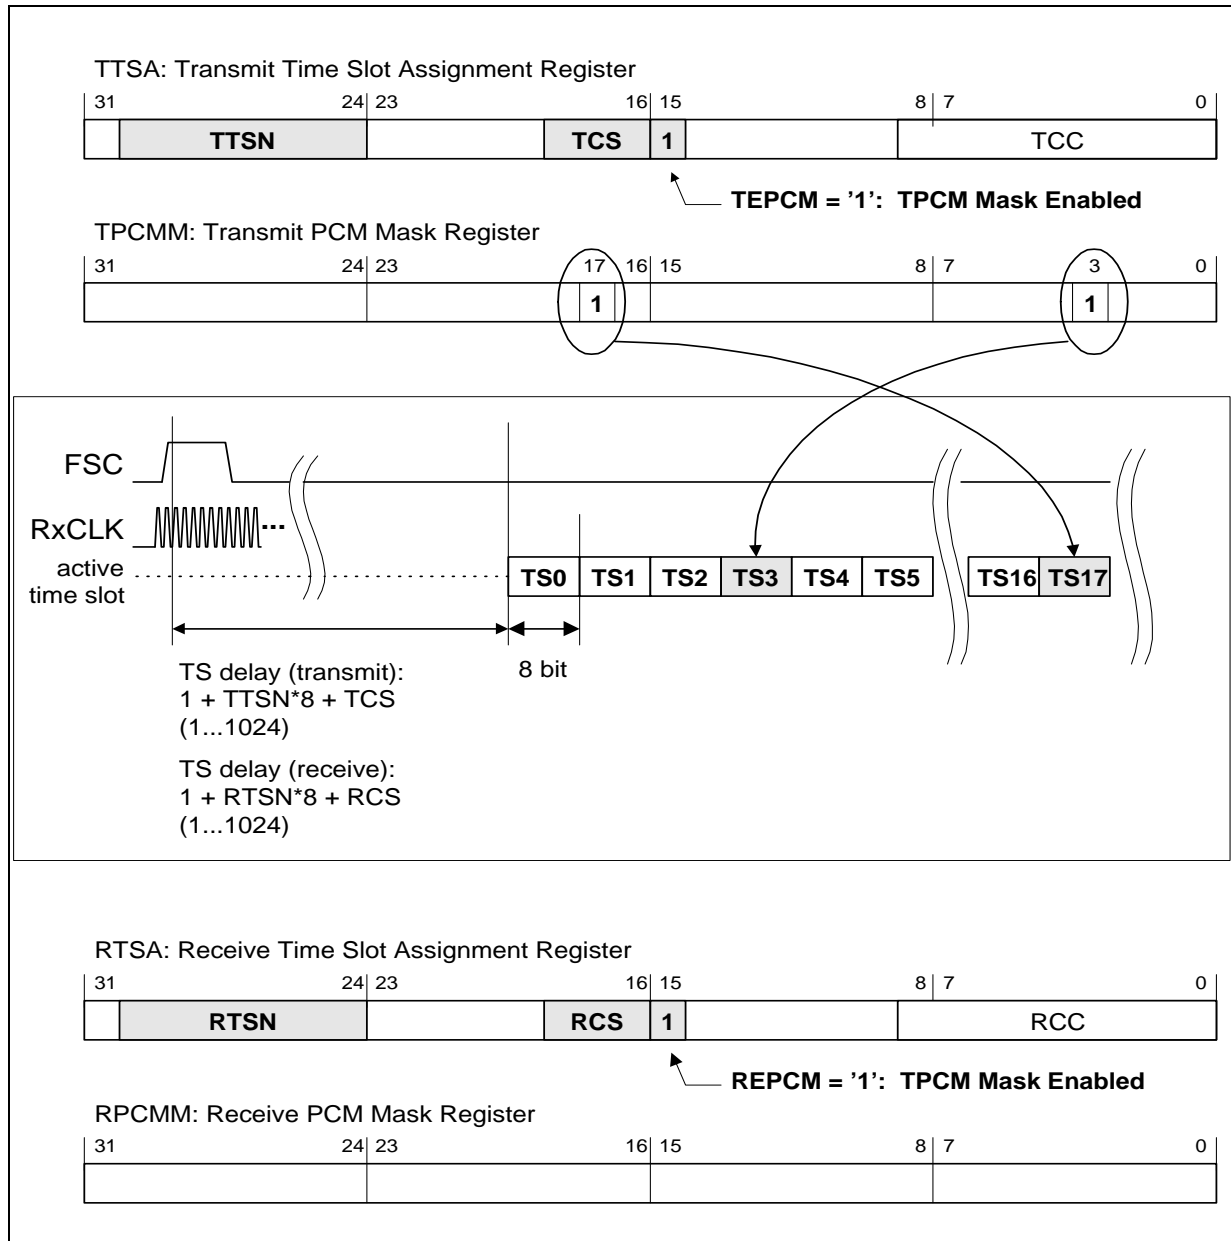 TTSA: Transmit Time Slot Assignment Register
31 24 23 16 15 8 7 0
TTSN TCS 1 TCC
TEPCM = '1': TPCM Mask Enabled
TPCMM: Transmit PCM Mask Register
31 24 23 17 16 15 8 7 3 0
1 1
FSC
RxCLK ...
active
time slot
TS0 TS1 TS2 TS3 TS4 TS5 TS16 TS17
8 bit
TS delay (transmit):
1 + TTSN*8 + TCS
(1...1024)
TS delay (receive):
1 + RTSN*8 + RCS
(1...1024)
RTSA: Receive Time Slot Assignment Register
31 24 23 16 15 8 7 0
RTSN RCS 1 RCC
REPCM = '1': TPCM Mask Enabled
RPCMM: Receive PCM Mask Register
31 24 23 16 15 8 7 0